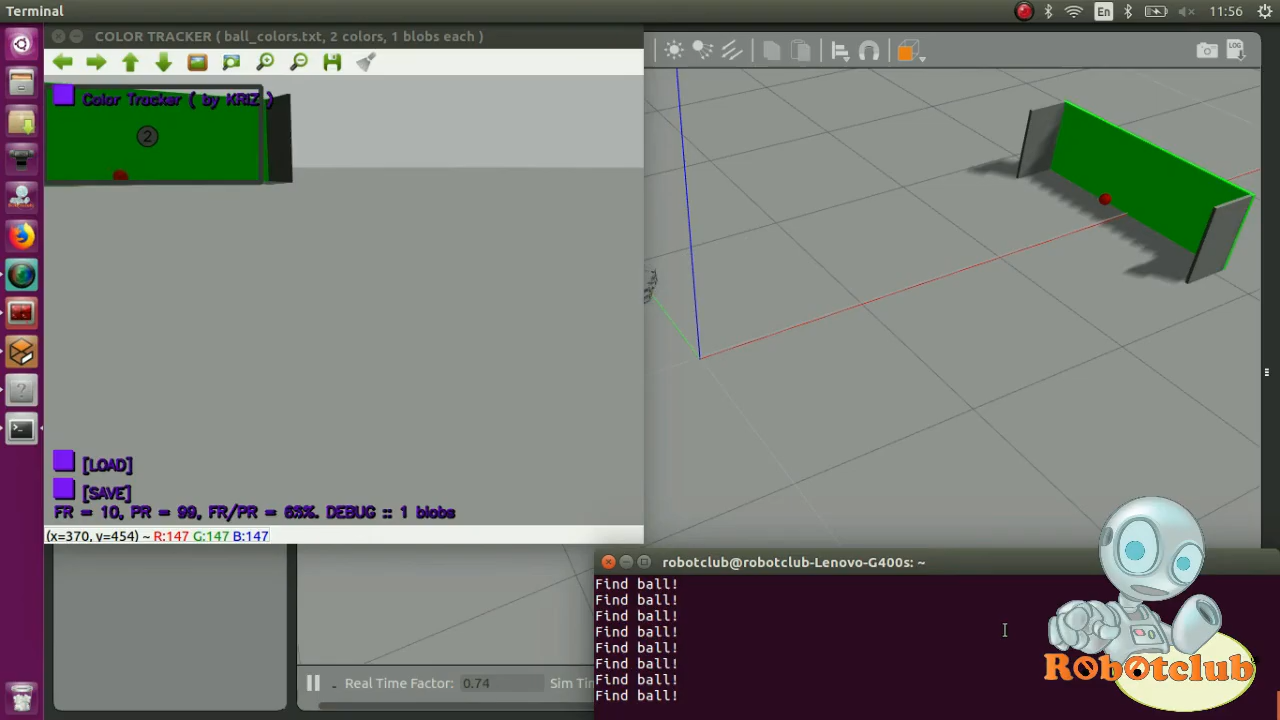 Terminal
En
11:56
COLOR TRACKER ( ball_colors.txt, 2 colors, 1 blobs each )
LOG
Color Tracker ( by KRIZ )
2
[LOAD]
[SAVE]
FR = 10, PR = 99, FR/PR = 63%. DEBUG :: 1 blobs
(x=370, y=454) ~ R:147 G:147 B:147
robotclub@robotclub-Lenovo-G400s: ~
Find ball!
Find ball!
Find ball!
Find ball!
Find ball!
Find ball!
Find ball!
Find ball!
Real Time Factor: 0.74 Sim Tin
Robotclub